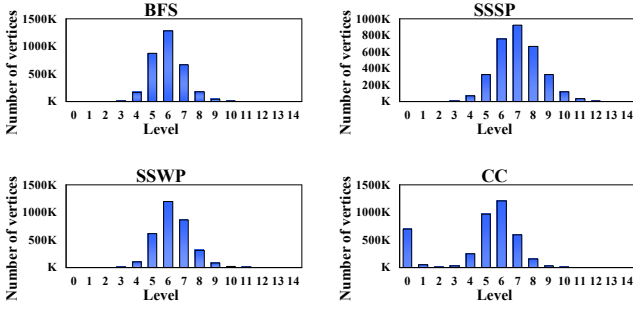 BFS
Number of vertices
1500K
1000K
500K
K
0 1 2 3 4 5 6 7 8 9 10 11 12 13 14
Level
SSSP
Number of vertices
1000K
800K
600K
400K
200K
K
0 1 2 3 4 5 6 7 8 9 10 11 12 13 14
Level
SSWP
Number of vertices
1500K
1000K
500K
K
0 1 2 3 4 5 6 7 8 9 10 11 12 13 14
Level
CC
Number of vertices
1500K
1000K
500K
K
0 1 2 3 4 5 6 7 8 9 10 11 12 13 14
Level